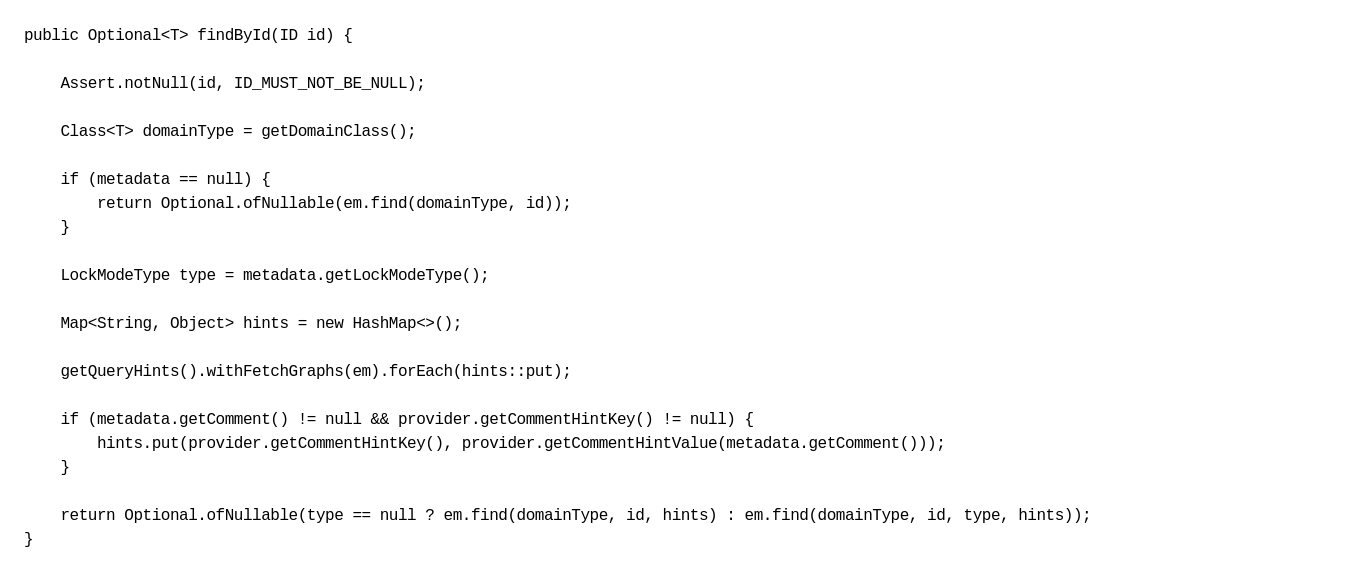 public Optional<T> findById(ID id) {

    Assert.notNull(id, ID_MUST_NOT_BE_NULL);

    Class<T> domainType = getDomainClass();

    if (metadata == null) {
        return Optional.ofNullable(em.find(domainType, id));
    }

    LockModeType type = metadata.getLockModeType();

    Map<String, Object> hints = new HashMap<>();

    getQueryHints().withFetchGraphs(em).forEach(hints::put);

    if (metadata.getComment() != null && provider.getCommentHintKey() != null) {
        hints.put(provider.getCommentHintKey(), provider.getCommentHintValue(metadata.getComment()));
    }

    return Optional.ofNullable(type == null ? em.find(domainType, id, hints) : em.find(domainType, id, type, hints));
}